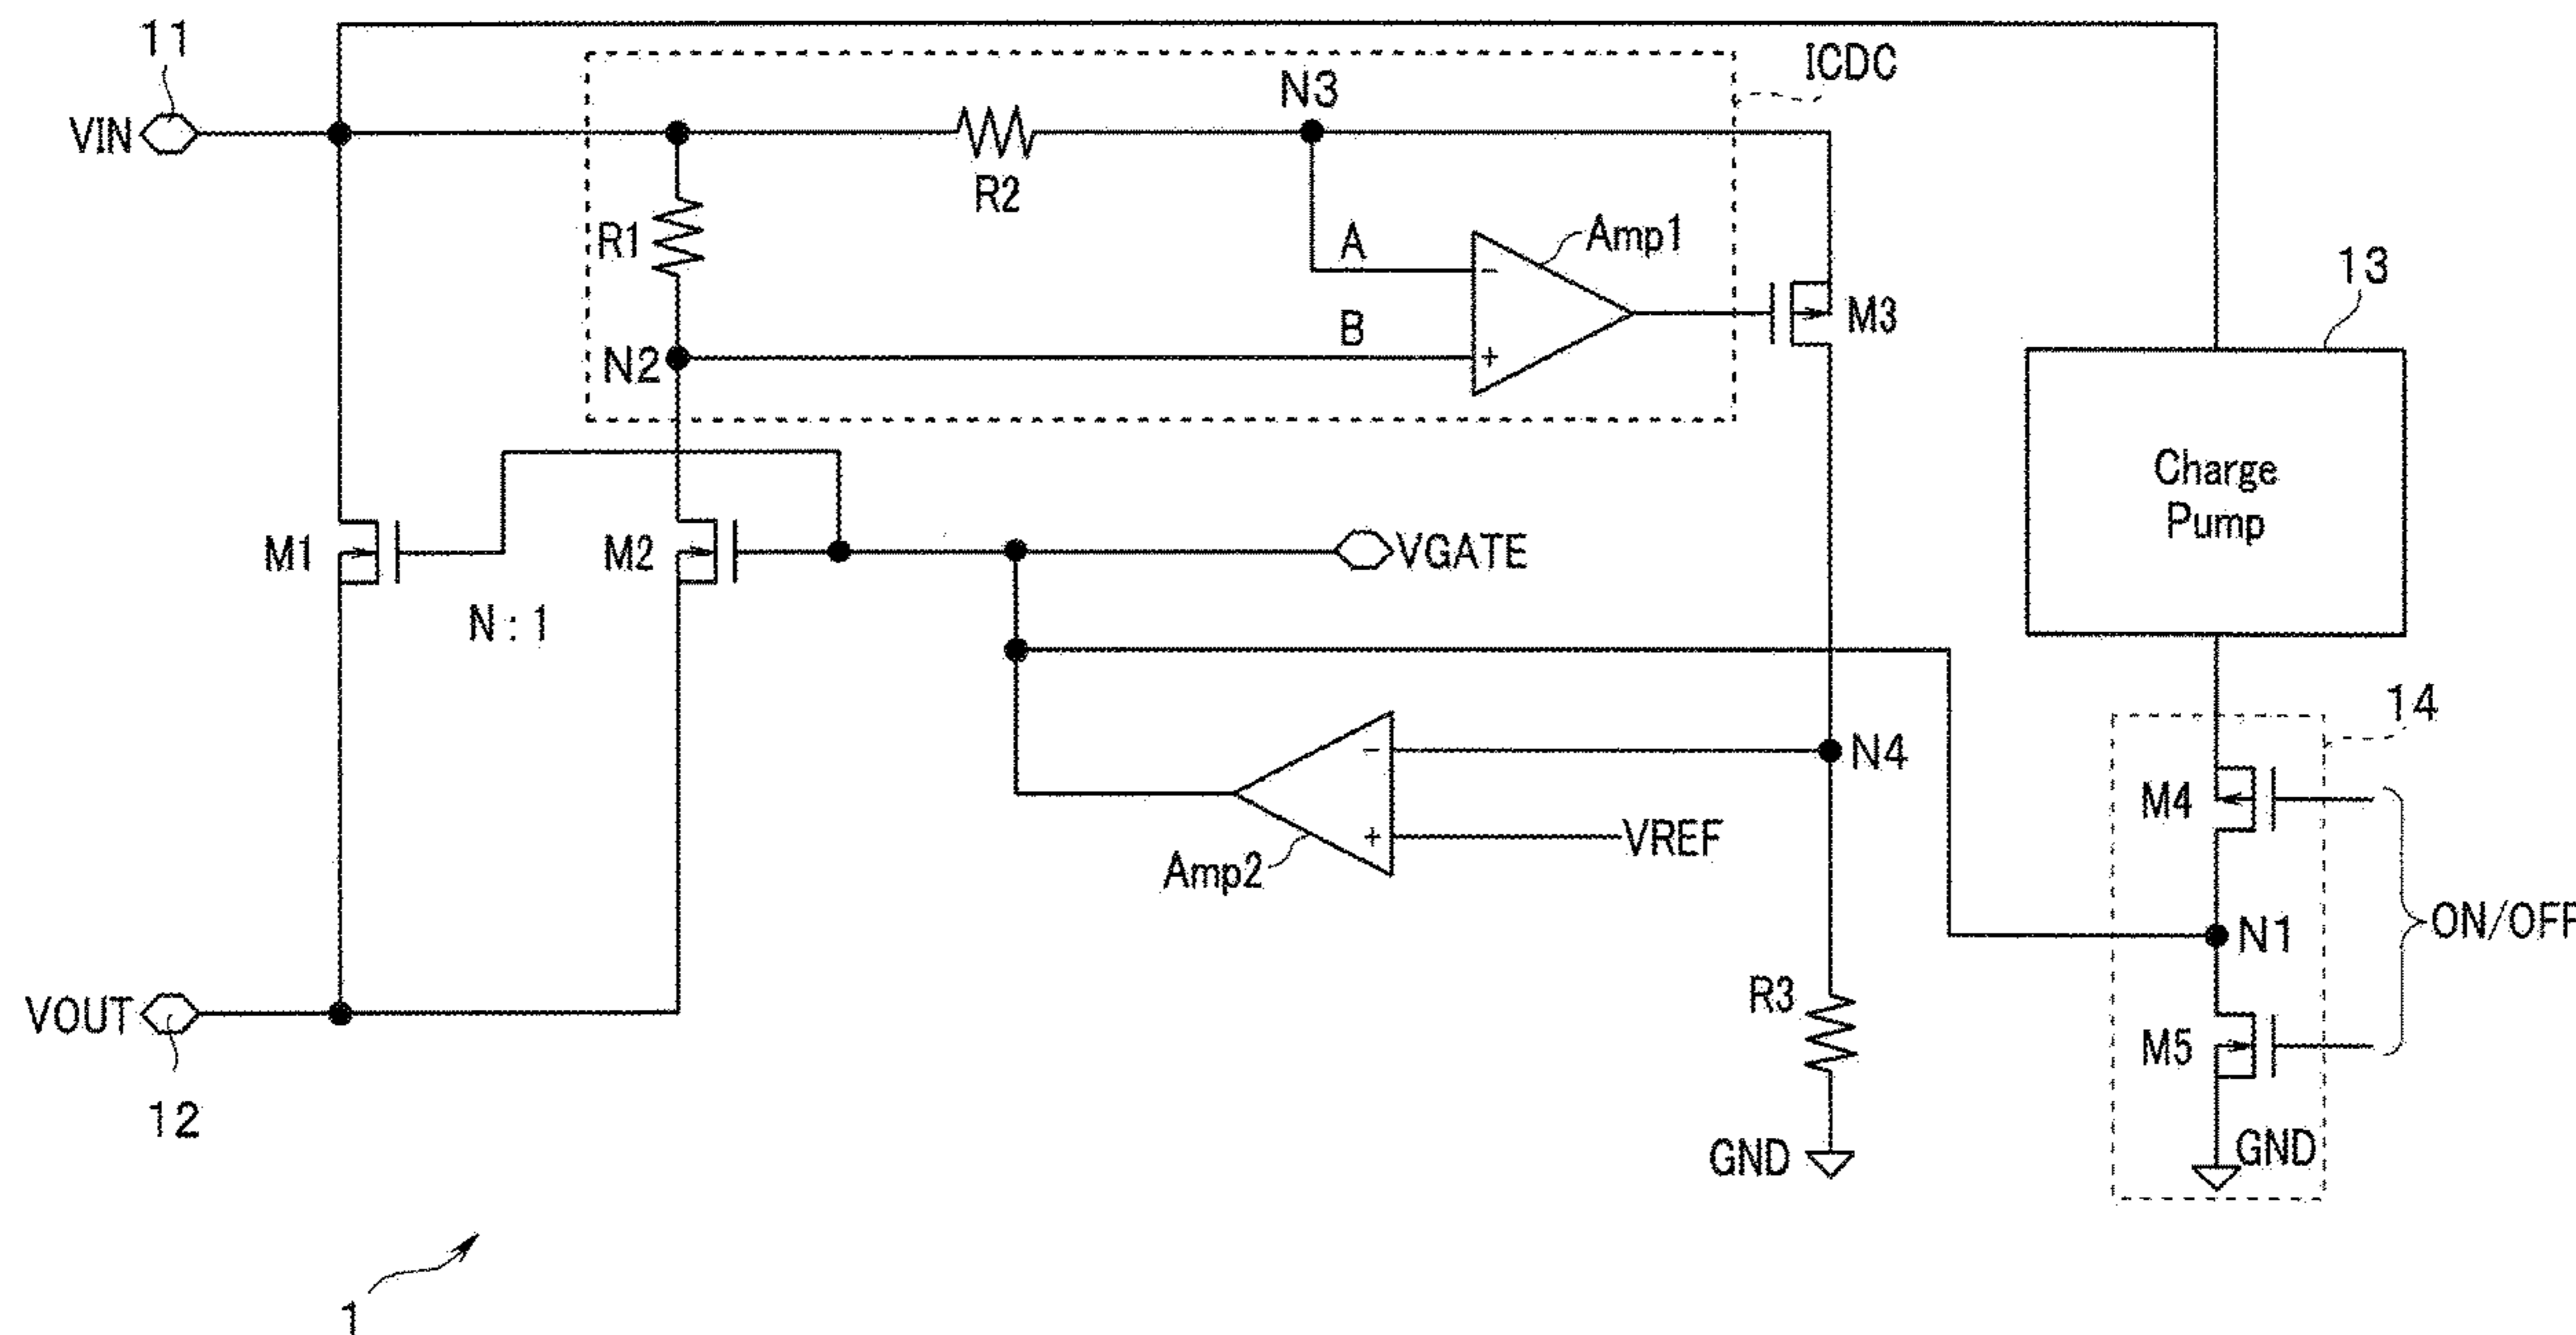 11
ICDC
N3
VIN
R2
R1
A
Amp1
13
−
M3
B
N2
+
Charge
Pump
M1
M2
VGATE
N : 1
14
−
N4
M4
+
VREF
Amp2
N1
ON/OFF
R3
VOUT
M5
12
GND
GND
1